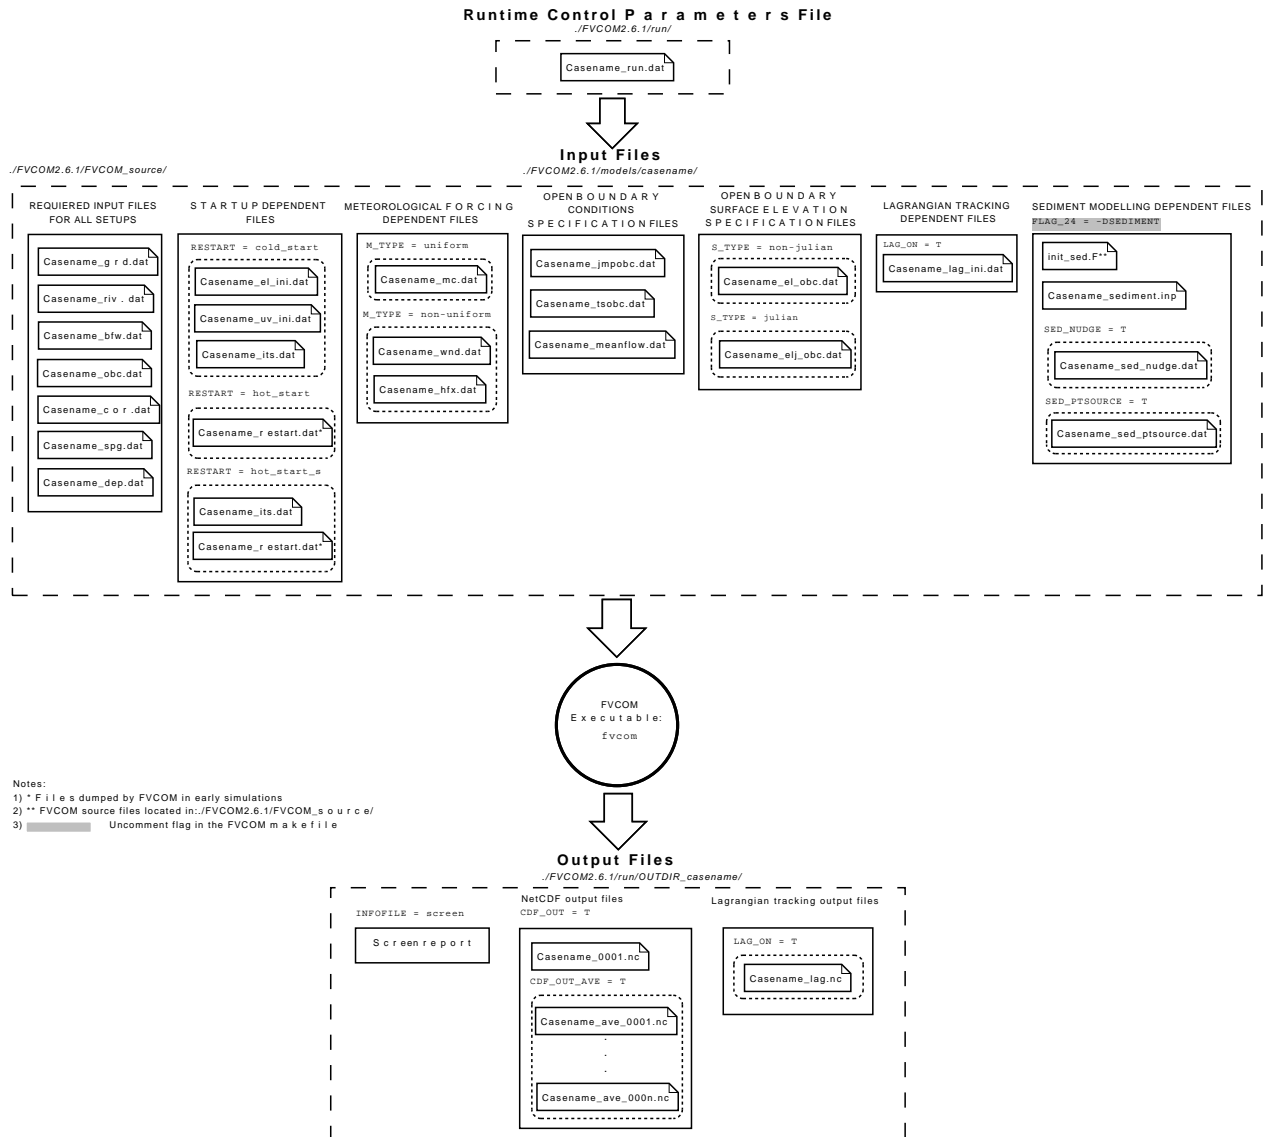 Runtime Control Parameters File
./FVCOM2.6.1/run/
Casename_run.dat
Input Files
./FVCOM2.6.1/FVCOM_source/
./FVCOM2.6.1/models/casename/
REQUIERED INPUT FILES
FOR ALL SETUPS
Casename_grd.dat
Casename_riv.dat
Casename_bfw.dat
Casename_obc.dat
Casename_cor.dat
Casename_spg.dat
Casename_dep.dat
STARTUP DEPENDENT
FILES
RESTART = cold_start
Casename_el_ini.dat
Casename_uv_ini.dat
Casename_its.dat
RESTART = hot_start
Casename_restart.dat*
RESTART = hot_start_s
Casename_its.dat
Casename_restart.dat*
METEOROLOGICAL FORCING
DEPENDENT FILES
M_TYPE = uniform
Casename_mc.dat
M_TYPE = non-uniform
Casename_wnd.dat
Casename_hfx.dat
OPEN BOUNDARY
CONDITIONS
SPECIFICATION FILES
Casename_jmpobc.dat
Casename_tsobc.dat
Casename_meanflow.dat
OPEN BOUNDARY
SURFACE ELEVATION
SPECIFICATION FILES
S_TYPE = non-julian
Casename_el_obc.dat
S_TYPE = julian
Casename_elj_obc.dat
LAGRANGIAN TRACKING
DEPENDENT FILES
LAG_ON = T
Casename_lag_ini.dat
SEDIMENT MODELLING DEPENDENT FILES
FLAG_24 = -DSEDIMENT
init_sed.F**
Casename_sediment.inp
SED_NUDGE = T
Casename_sed_nudge.dat
SED_PTSOURCE = T
Casename_sed_ptsource.dat
FVCOM
Executable:
fvcom
Notes:
1) * Files dumped by FVCOM in early simulations
2) ** FVCOM source files located in:./FVCOM2.6.1/FVCOM_source/
3) Uncomment flag in the FVCOM makefile
Output Files
./FVCOM2.6.1/run/OUTDIR_casename/
INFOFILE = screen
Screen report
NetCDF output files
CDF_OUT = T
Casename_0001.nc
CDF_OUT_AVE = T
Casename_ave_0001.nc
.
.
.
Casename_ave_000n.nc
Lagrangian tracking output files
LAG_ON = T
Casename_lag.nc